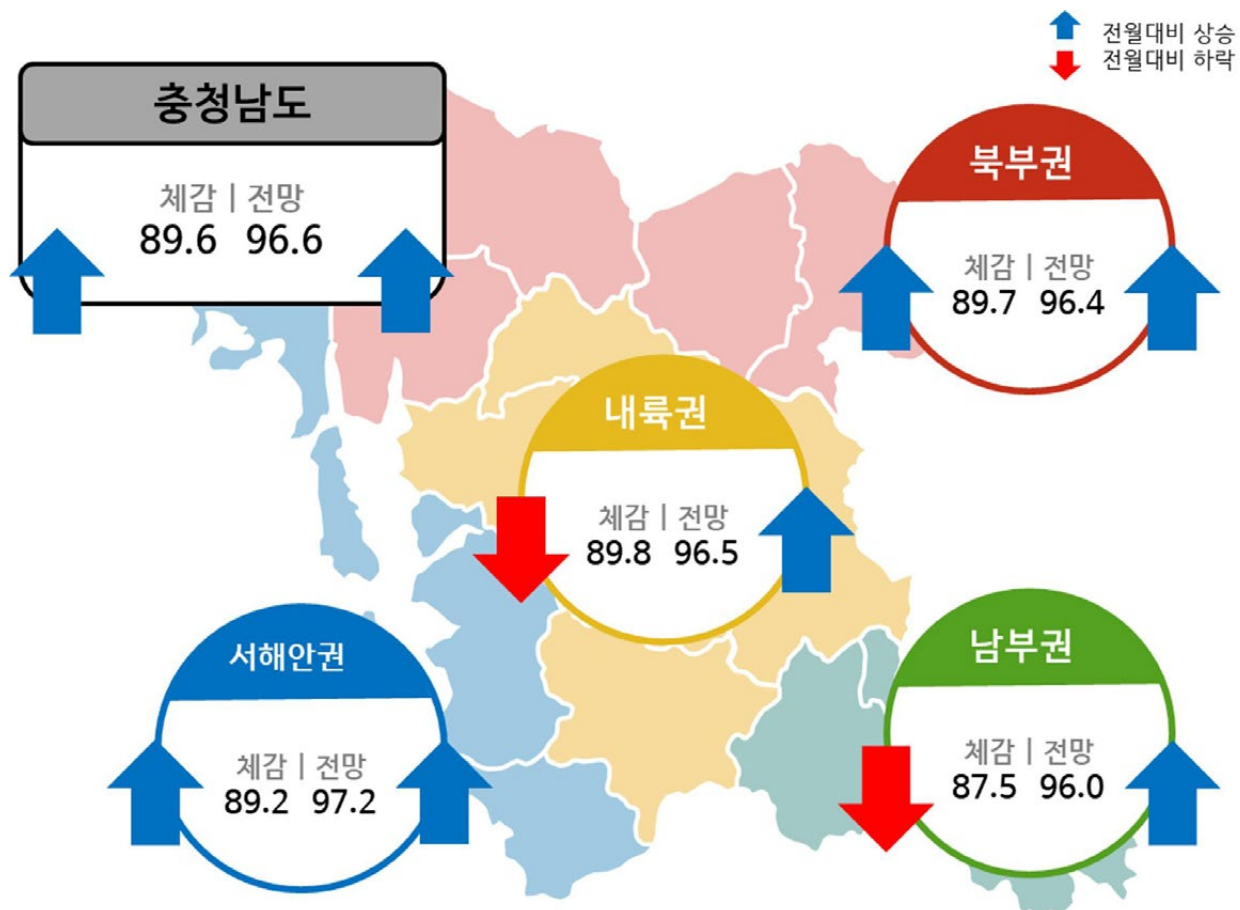 전월대비 상승
전월대비 하락
충청남도
체감 | 전망
89.6 96.6
북부권
체감 | 전망
89.7 96.4
내륙권
체감 | 전망
89.8 96.5
서해안권
체감 | 전망
89.2 97.2
남부권
체감 | 전망
87.5 96.0